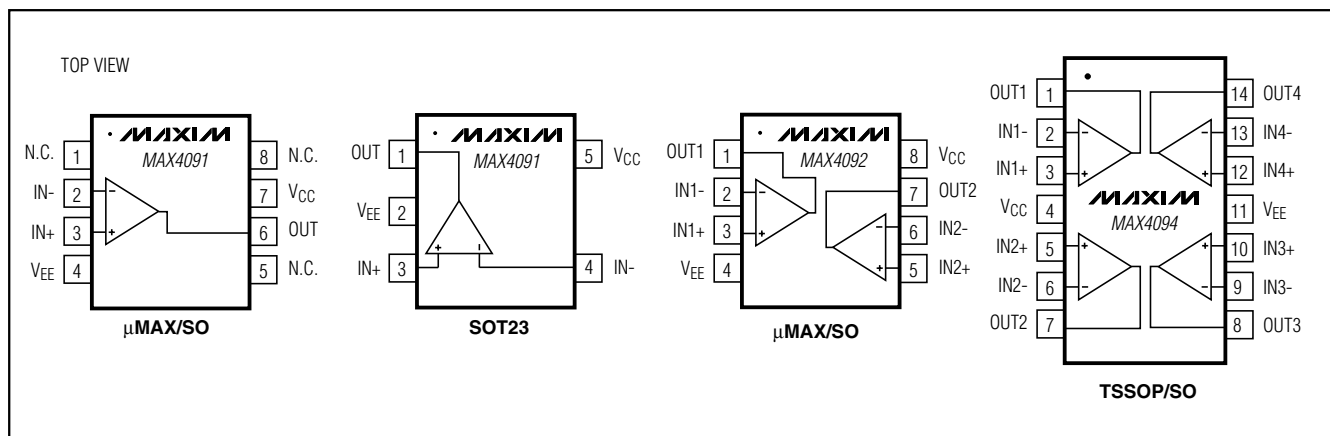 TOP VIEW
MAXIM
MAX4091
N.C. 1
8 N.C.
IN- 2
-
7 VCC
IN+ 3
+
6 OUT
VEE 4
5 N.C.
µMAX/SO
MAXIM
MAX4091
OUT 1
5 VCC
VEE 2
+ -
IN+ 3
4 IN-
SOT23
MAXIM
MAX4092
OUT1 1
8 VCC
IN1- 2
-
7 OUT2
IN1+ 3
+
-
6 IN2-
VEE 4
+
5 IN2+
µMAX/SO
OUT1 1
14 OUT4
IN1- 2
- -
13 IN4-
IN1+ 3
+ +
12 IN4+
VCC 4
MAXIM
MAX4094
11 VEE
IN2+ 5
+ +
10 IN3+
IN2- 6
- -
9 IN3-
OUT2 7
8 OUT3
TSSOP/SO